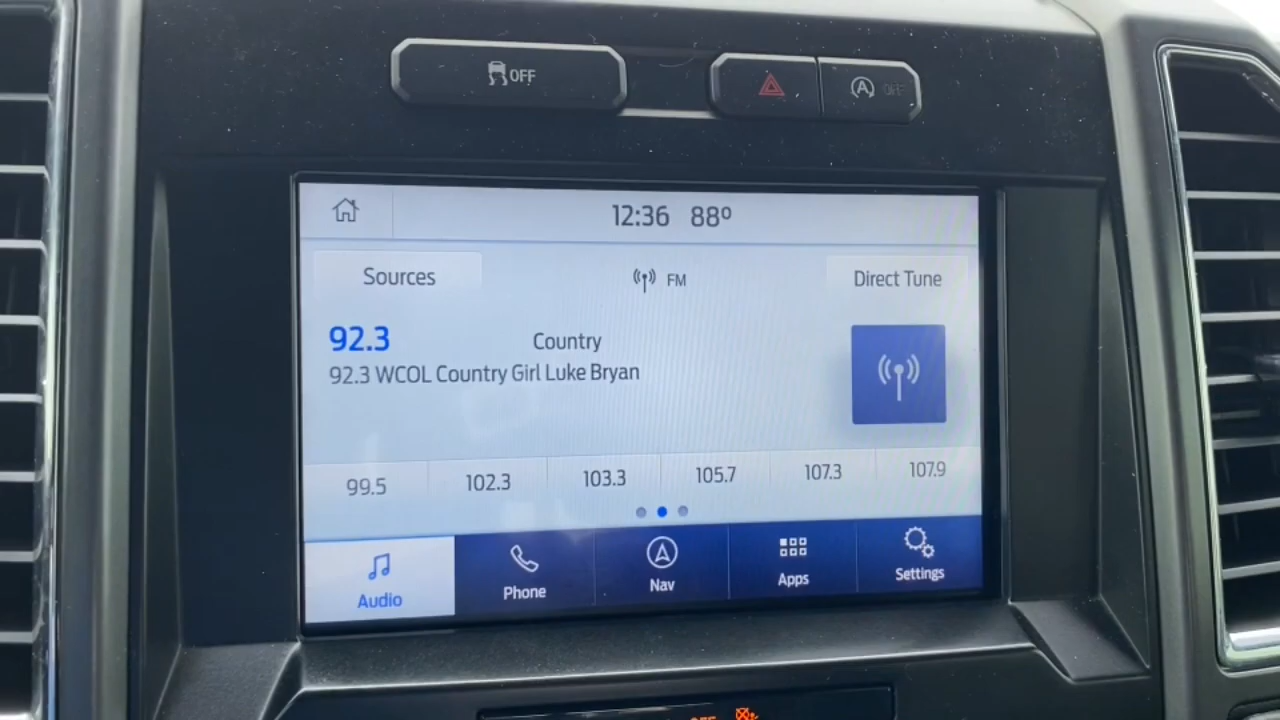 OFF
A OFF
12:36 88º
Sources
FM
Direct Tune
92.3
Country
92.3 WCOL Country Girl Luke Bryan
99.5
102.3
103.3
105.7
107.3
107.9
Audio
Phone
Nav
Apps
Settings